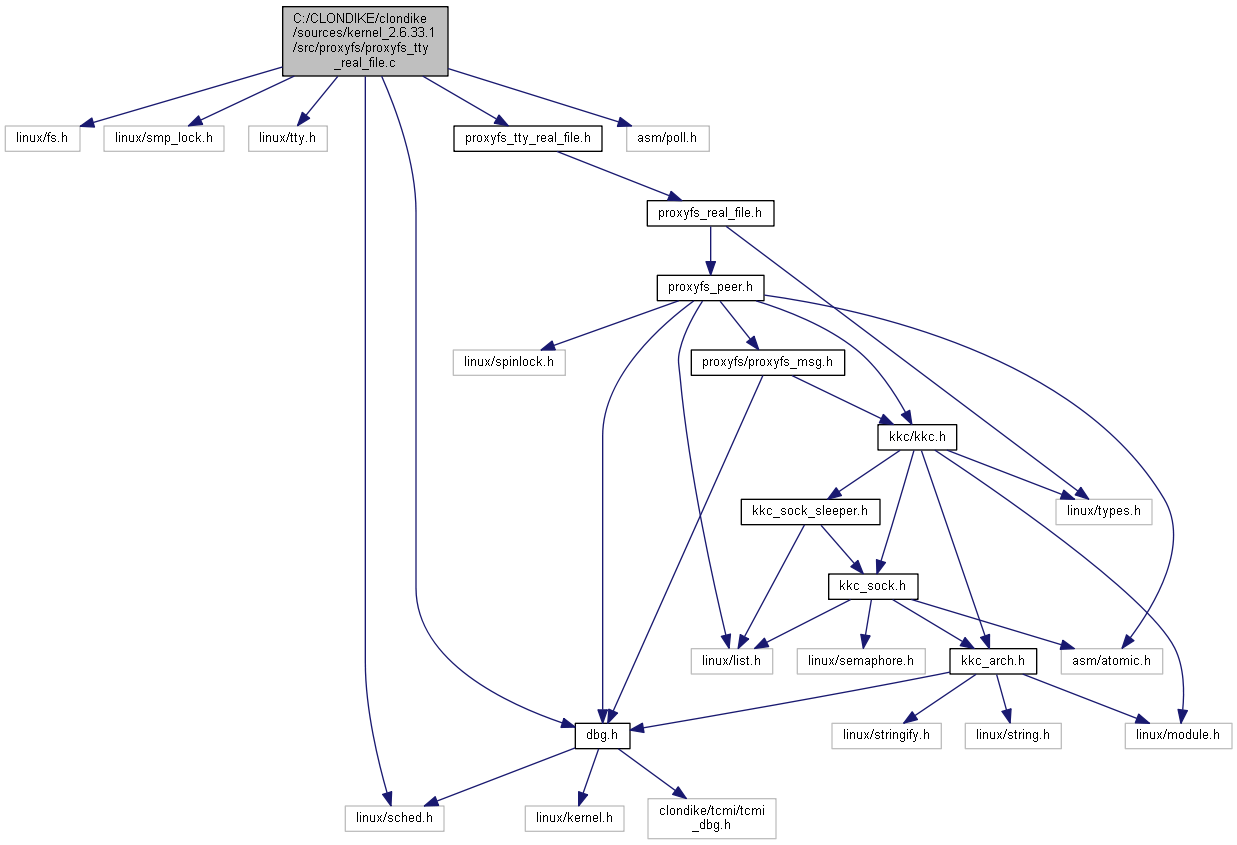 C:/CLONDIKE/clondike
/sources/kernel_2.6.33.1
/src/proxyfs/proxyfs_tty
_real_file.c
linux/fs.h
linux/smp_lock.h
linux/tty.h
proxyfs_tty_real_file.h
asm/poll.h
proxyfs_real_file.h
proxyfs_peer.h
linux/spinlock.h
proxyfs/proxyfs_msg.h
kkc/kkc.h
kkc_sock_sleeper.h
linux/types.h
kkc_sock.h
linux/list.h
linux/semaphore.h
kkc_arch.h
asm/atomic.h
dbg.h
linux/stringify.h
linux/string.h
linux/module.h
linux/sched.h
linux/kernel.h
clondike/tcmi/tcmi
_dbg.h